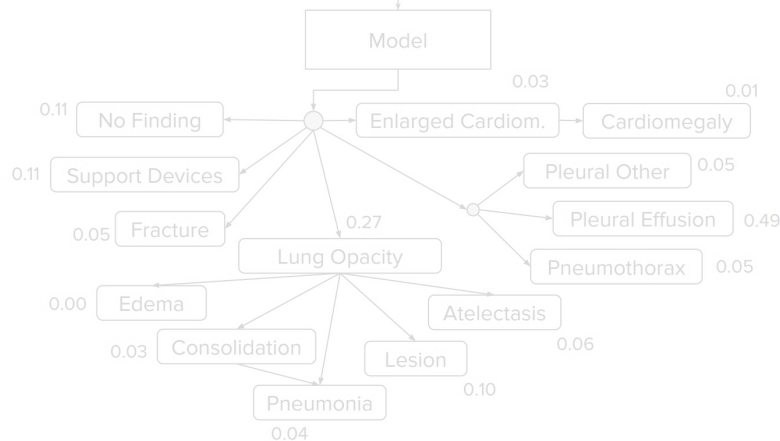 Model
0.03
0.01
0.11
No Finding
Enlarged Cardiom.
Cardiomegaly
0.11
Support Devices
Pleural Other
0.05
0.05
Fracture
0.27
Pleural Effusion
0.49
Lung Opacity
Pneumothorax
0.05
0.00
Edema
Atelectasis
0.03
Consolidation
0.06
Lesion
0.10
Pneumonia
0.04